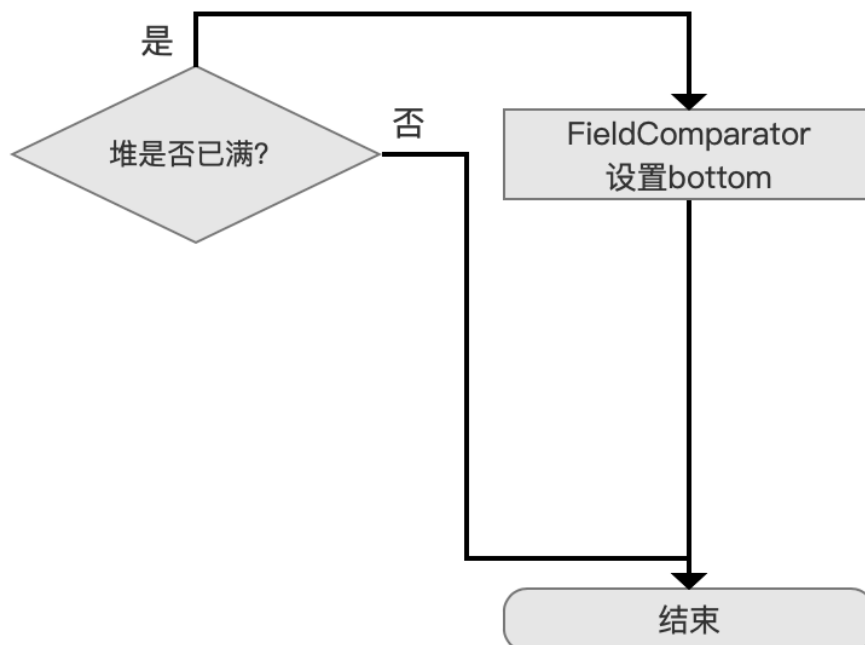 是
堆是否已满?
否
FieldComparator
设置bottom
结束